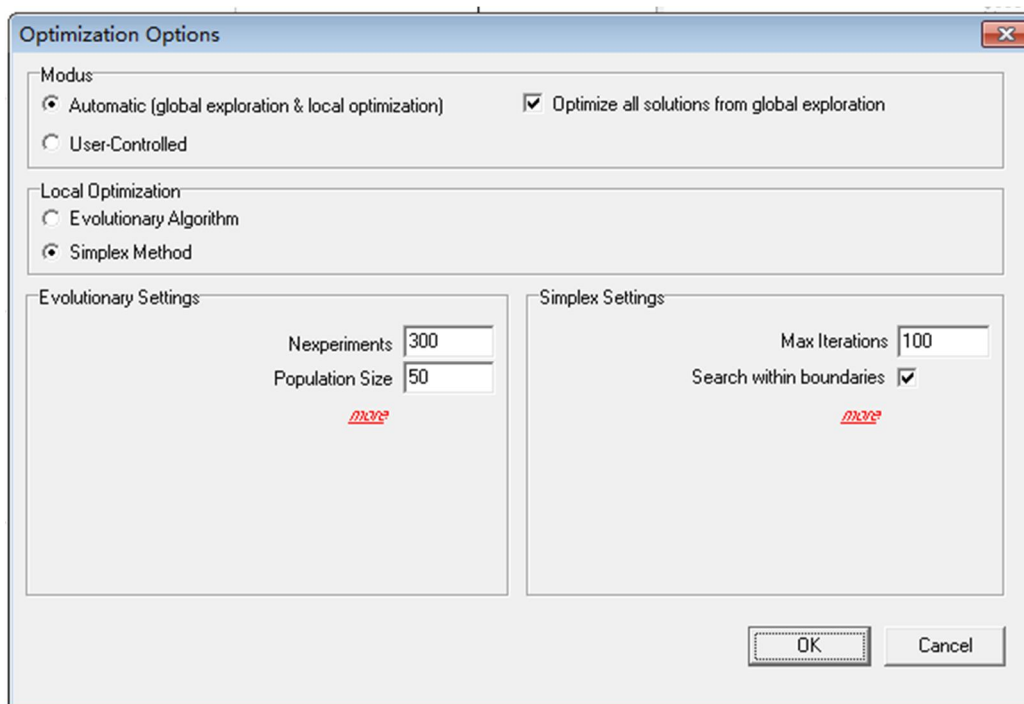 Optimization Options
Modus
Automatic (global exploration & local optimization)
Optimize all solutions from global exploration
User-Controlled
Local Optimization
Evolutionary Algorithm
Simplex Method
Evolutionary Settings
Nexperiments 300
Population Size 50
more
Simplex Settings
Max Iterations 100
Search within boundaries
more
OK
Cancel